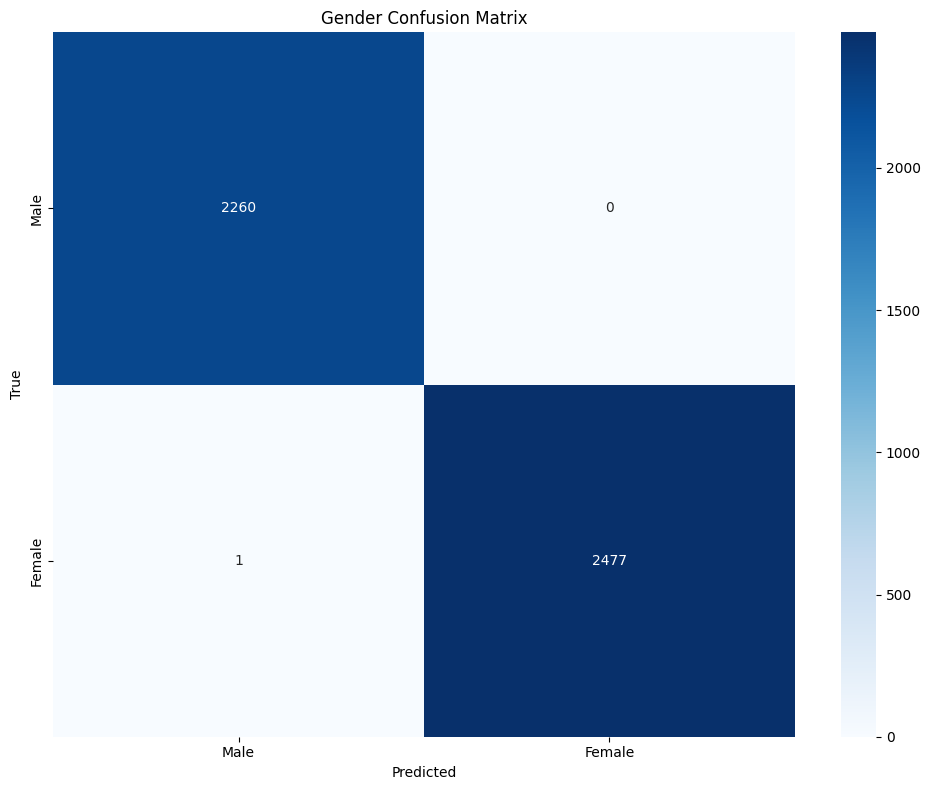 Gender Confusion Matrix
Male
2260
0
2000
1500
True
1000
Female
1
2477
500
0
Male
Female
Predicted